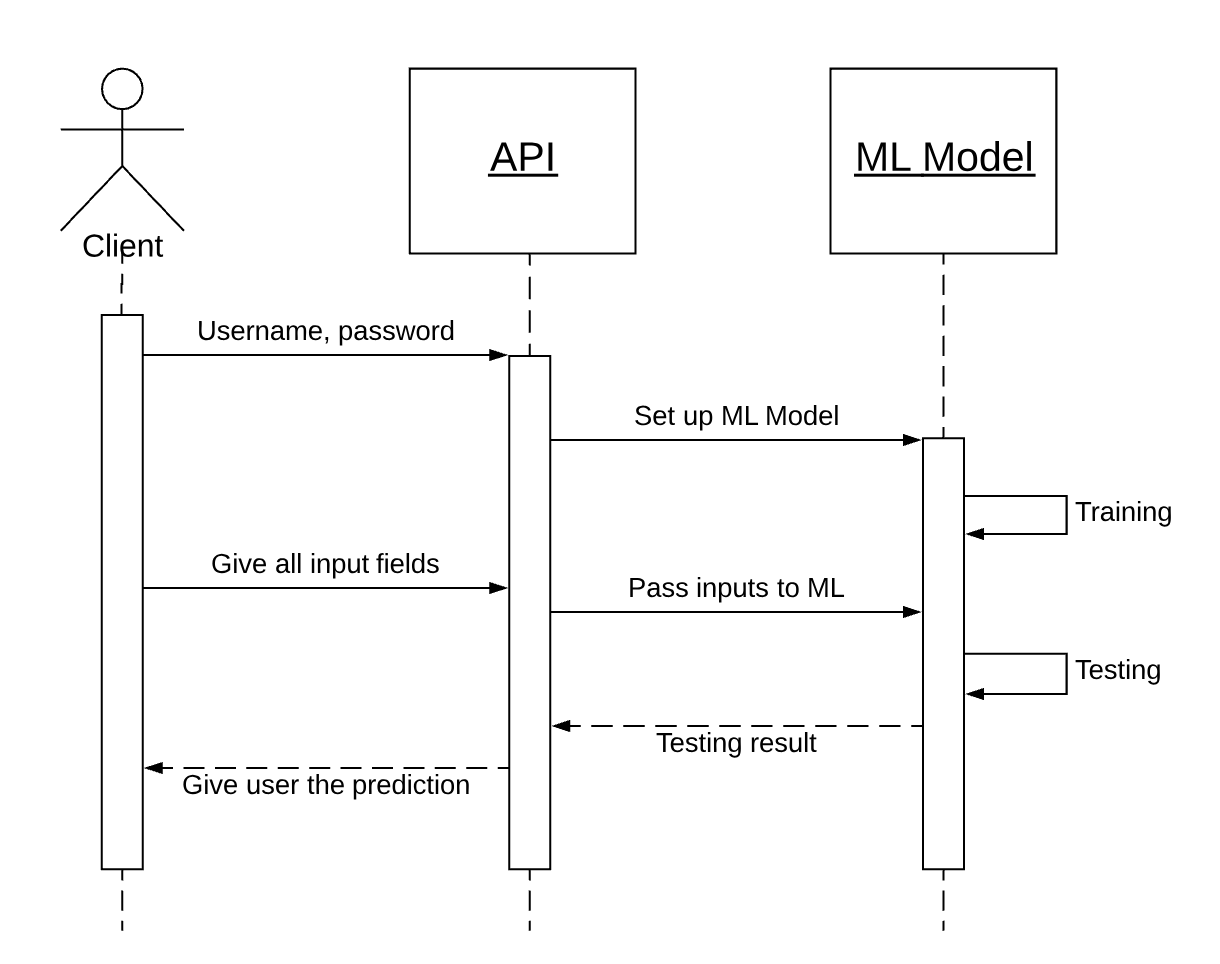 Client
API
ML Model
Username, password
Set up ML Model
Training
Give all input fields
Pass inputs to ML
Testing
Testing result
Give user the prediction